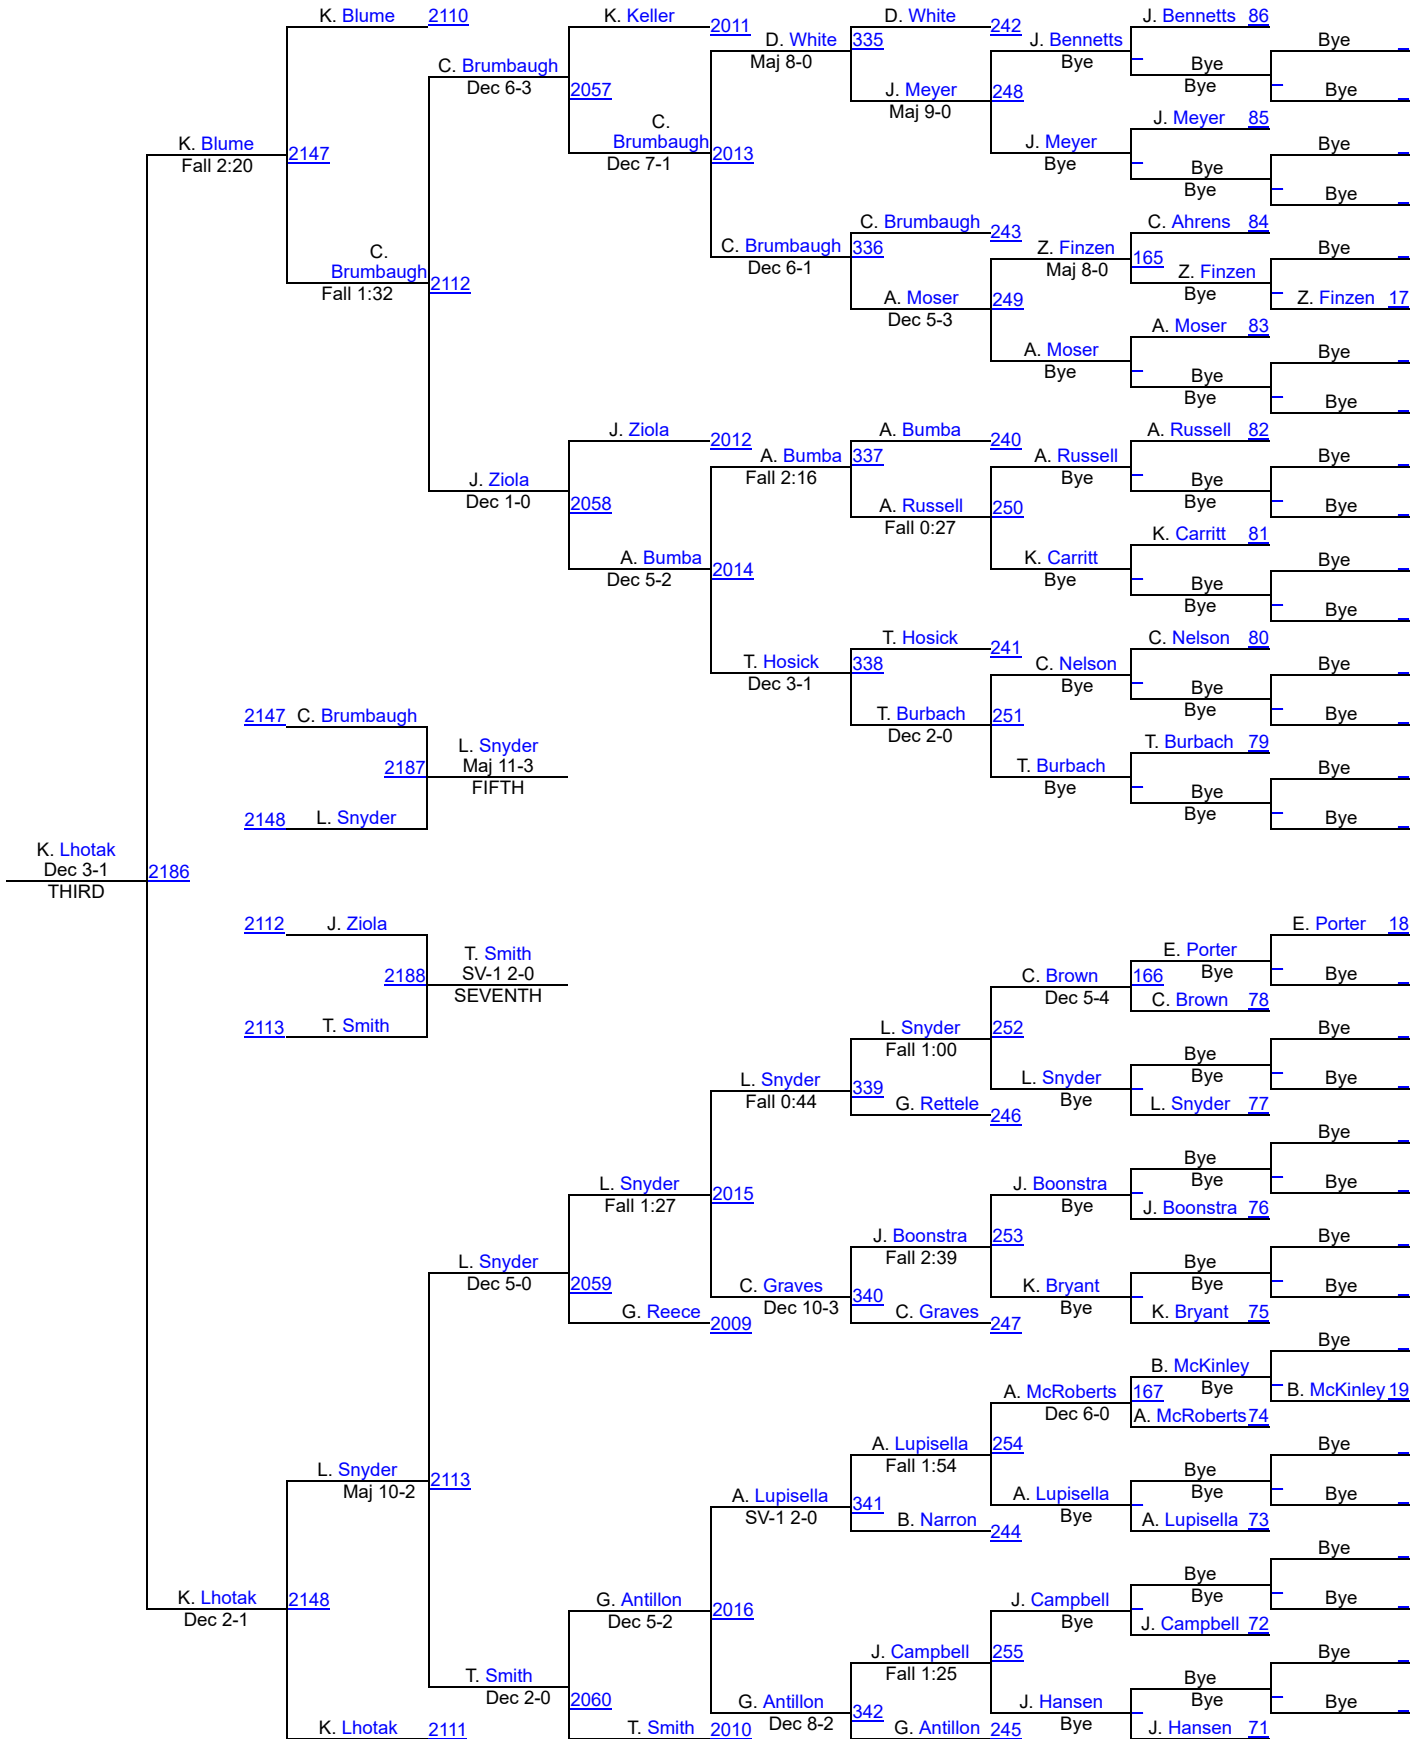 K. Blume 2110
K. Keller
2011
D. White
242
J. Bennetts 86
Bye
D. White 335
Maj 8-0
J. Bennetts
Bye
Bye
Bye
Bye
C. Brumbaugh
Dec 6-3
2057
J. Meyer 248
Maj 9-0
J. Meyer 85
C.
Brumbaugh 2013
Dec 7-1
K. Blume 2147
Fall 2:20
J. Meyer
Bye
Bye
Bye
Bye
Bye
C. Brumbaugh 243
C. Ahrens 84
C. Brumbaugh 336
Dec 6-1
Z. Finzen 165
Maj 8-0
Bye
Z. Finzen
Bye
C.
Brumbaugh 2112
Fall 1:32
A. Moser 249
Dec 5-3
Z. Finzen 17
A. Moser 83
A. Moser
Bye
Bye
Bye
Bye
Bye
J. Ziola 2012
A. Bumba 240
A. Russell 82
A. Bumba 337
Fall 2:16
A. Russell
Bye
Bye
Bye
Bye
Bye
J. Ziola
Dec 1-0
2058
A. Russell 250
Fall 0:27
K. Carritt 81
A. Bumba 2014
Dec 5-2
K. Carritt
Bye
Bye
Bye
Bye
Bye
T. Hosick 241
C. Nelson 80
T. Hosick 338
Dec 3-1
C. Nelson
Bye
Bye
Bye
Bye
Bye
2147 C. Brumbaugh
T. Burbach 251
Dec 2-0
T. Burbach 79
L. Snyder
2187 Maj 11-3
FIFTH
T. Burbach
Bye
Bye
Bye
Bye
Bye
2148 L. Snyder
K. Lhotak
Dec 3-1 2186
THIRD
2112 J. Ziola
E. Porter 18
T. Smith
2188 SV-1 2-0
SEVENTH
E. Porter
Bye
Bye
C. Brown 166
Dec 5-4
C. Brown 78
2113 T. Smith
L. Snyder 252
Fall 1:00
Bye
Bye
Bye
Bye
L. Snyder
Fall 0:44
339
L. Snyder
Bye
G. Rettele 246
L. Snyder 77
Bye
Bye
Bye
Bye
L. Snyder 2015
Fall 1:27
J. Boonstra
Bye
J. Boonstra 76
J. Boonstra 253
Fall 2:39
Bye
Bye
Bye
Bye
L. Snyder
Dec 5-0
2059
C. Graves 340
Dec 10-3
K. Bryant
Bye
G. Reece 2009
C. Graves 247
K. Bryant 75
Bye
B. McKinley
Bye
B. McKinley 19
A. McRoberts 167
Dec 6-0
A. McRoberts 74
A. Lupisella 254
Fall 1:54
Bye
Bye
Bye
Bye
L. Snyder 2113
Maj 10-2
A. Lupisella 341
SV-1 2-0
A. Lupisella
Bye
B. Narron 244
A. Lupisella 73
Bye
Bye
Bye
Bye
K. Lhotak 2148
Dec 2-1
G. Antillon 2016
Dec 5-2
J. Campbell
Bye
J. Campbell 72
J. Campbell 255
Fall 1:25
Bye
Bye
Bye
Bye
T. Smith
Dec 2-0
2060
G. Antillon 342
Dec 8-2
J. Hansen
Bye
K. Lhotak 2111
T. Smith 2010
G. Antillon 245
J. Hansen 71